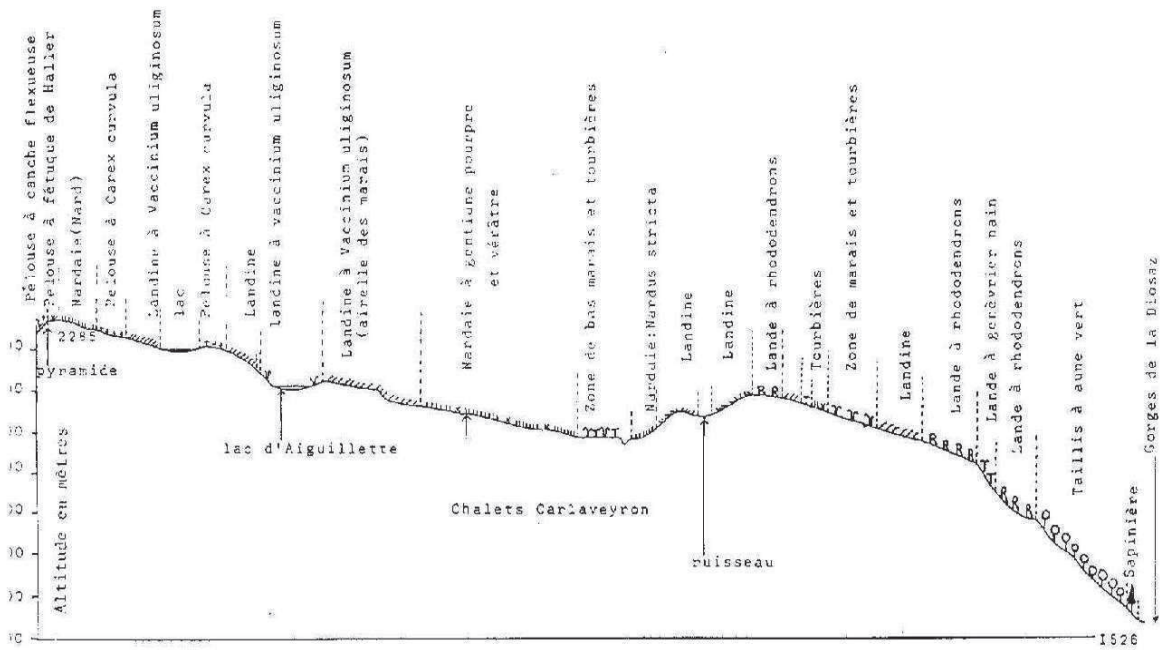 Pelouse à canche flexueuse
Pelouse à fétuque de Haller
Nardaie(Nard)
Pelouse à Carex curvula
Landine à Vaccinium uliginosum
lac
Pelouse à Carex curvula
Landine
Landine à vaccinium uliginosum
Landine à Vaccinium uliginosum
(airelle des marais)
Nardaie à gentiane pourpre
et vérâtre
Zone de bas marais et tourbières
Narduie:Nardus stricta
Landine
Landine
Lande à rhododendrons
Tourbières
Zone de marais et tourbières
Landine
Lande à rhododendrons
Lande à genévrier nain
Lande à rhododendrons
Taillis à aune vert
Sapinière
Gorges de la Diosaz
2285
pyramide
lac d'Aiguillette
Chalets Carlaveyron
ruisseau
Altitude en mètres
1526